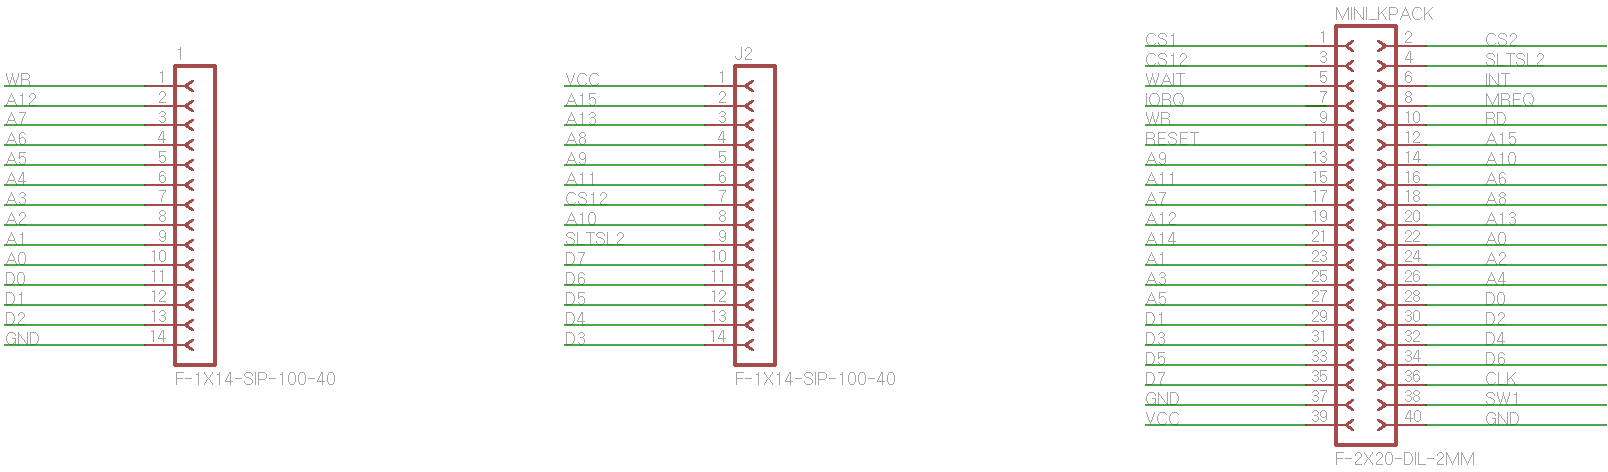 1
WR 1
A12 2
A7 3
A6 4
A5 5
A4 6
A3 7
A2 8
A1 9
A0 10
D0 11
D1 12
D2 13
GND 14
F-1X14-SIP-100-40
J2
VCC 1
A15 2
A13 3
A8 4
A9 5
A11 6
CS12 7
A10 8
SLTSL2 9
D7 10
D6 11
D5 12
D4 13
D3 14
F-1X14-SIP-100-40
MINI_KPACK
CS1 1 2 CS2
CS12 3 4 SLTSL2
WAIT 5 6 INT
IORQ 7 8 MREQ
WR 9 10 RD
RESET 11 12 A15
A9 13 14 A10
A11 15 16 A6
A7 17 18 A8
A12 19 20 A13
A14 21 22 A0
A1 23 24 A2
A3 25 26 A4
A5 27 28 D0
D1 29 30 D2
D3 31 32 D4
D5 33 34 D6
D7 35 36 CLK
GND 37 38 SW1
VCC 39 40 GND
F-2X20-DIL-2MM